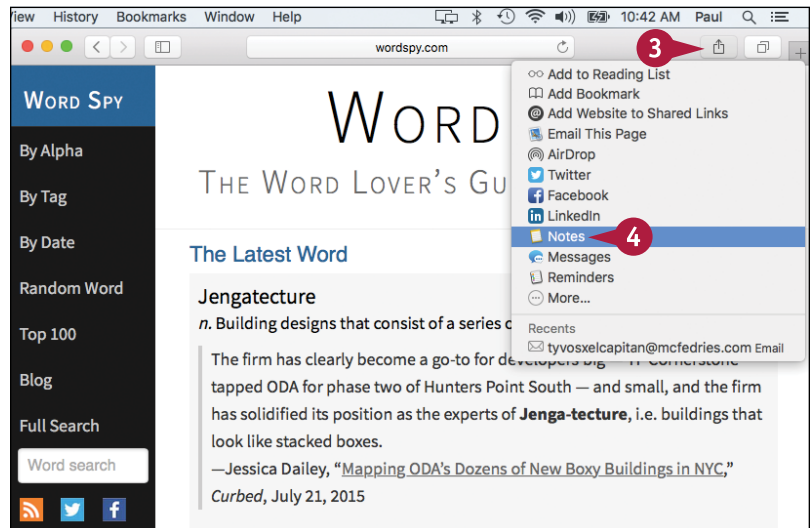 View History Bookmarks Window Help 10:42 AM Paul
wordspy.com
3
WORD SPY
By Alpha
By Tag
By Date
Random Word
Top 100
Blog
Full Search
Word search
WORD
THE WORD LOVER'S GU
The Latest Word
Jengatecture
n. Building designs that consist of a series
The firm has clearly become a go-to for developers big
tapped ODA for phase two of Hunters Point South — and small, and the firm
has solidified its position as the experts of Jenga-tecture, i.e. buildings that
look like stacked boxes.
—Jessica Dailey, “Mapping ODA’s Dozens of New Boxy Buildings in NYC,”
Curbed, July 21, 2015
Add to Reading List
Add Bookmark
Add Website to Shared Links
Email This Page
AirDrop
Twitter
Facebook
LinkedIn
Notes
4
Messages
Reminders
More...
Recents
tyvosxelcapitan@mcfedries.com Email